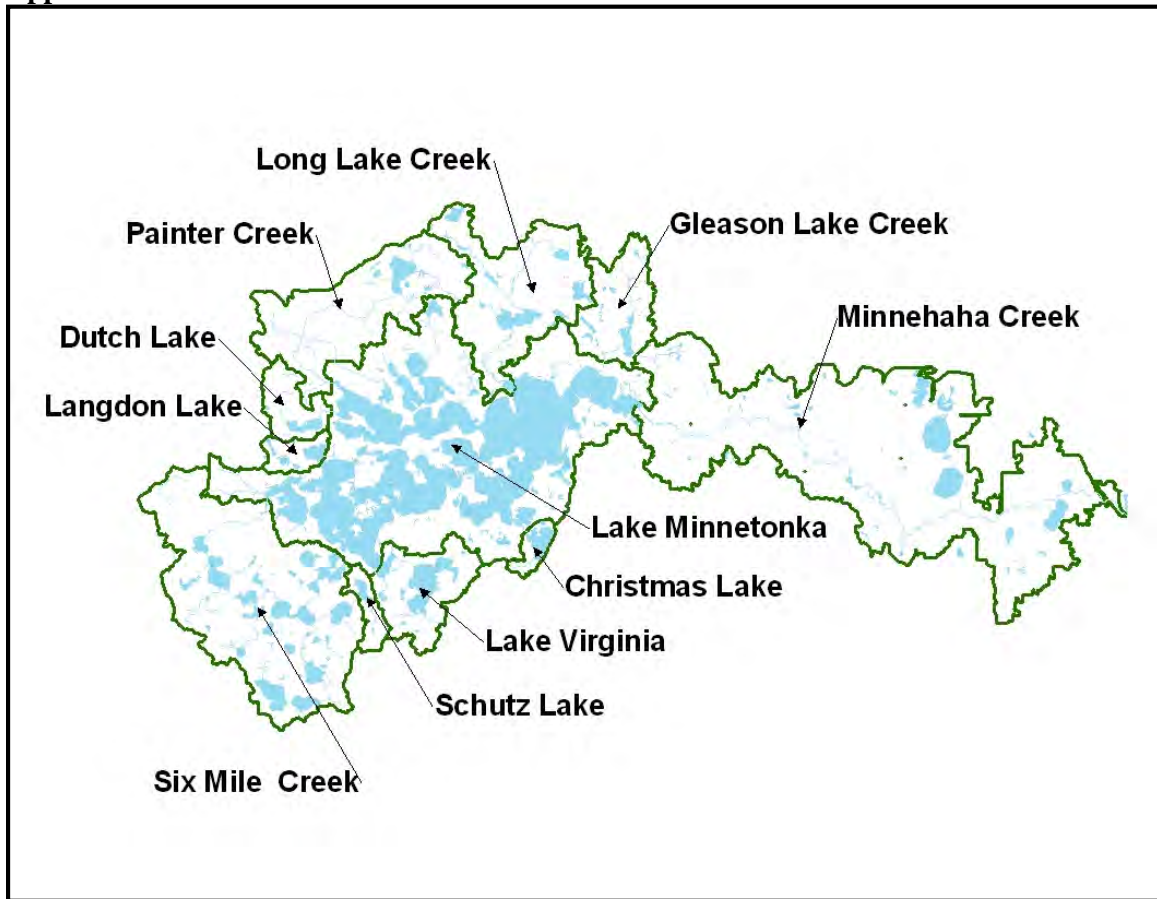 Long Lake Creek
Gleason Lake Creek
Painter Creek
Minnehaha Creek
Dutch Lake
Langdon Lake
Lake Minnetonka
Christmas Lake
Lake Virginia
Schutz Lake
Six Mile Creek